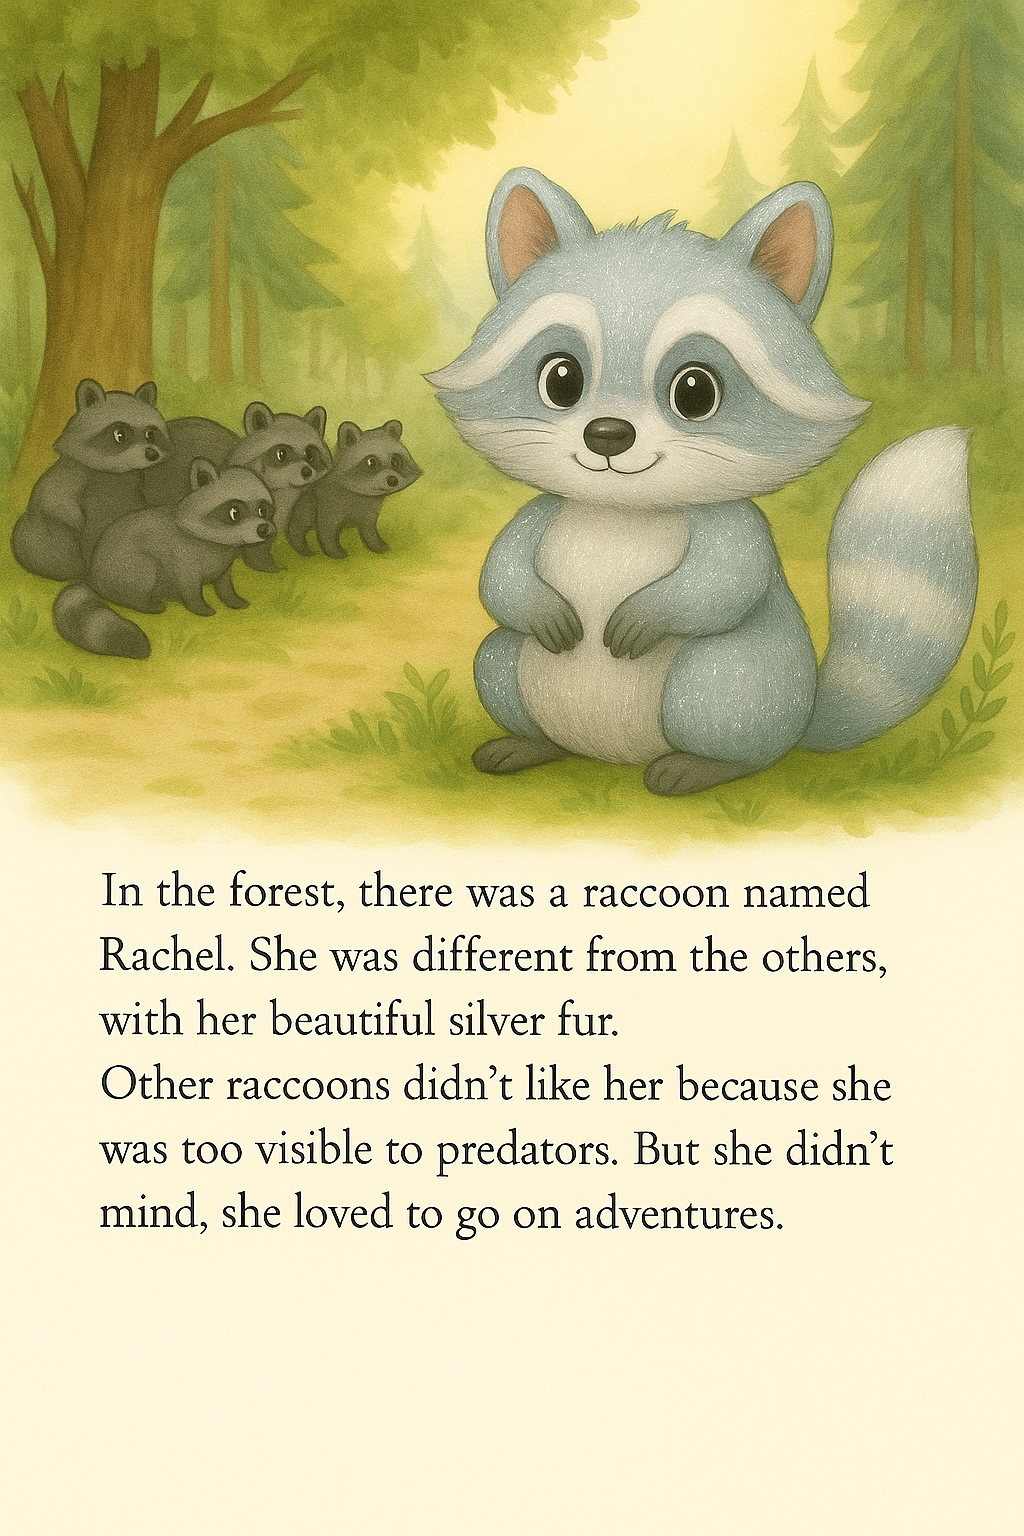 In the forest, there was a raccoon named
Rachel. She was different from the others,
with her beautiful silver fur.
Other raccoons didn’t like her because she
was too visible to predators. But she didn’t
mind, she loved to go on adventures.